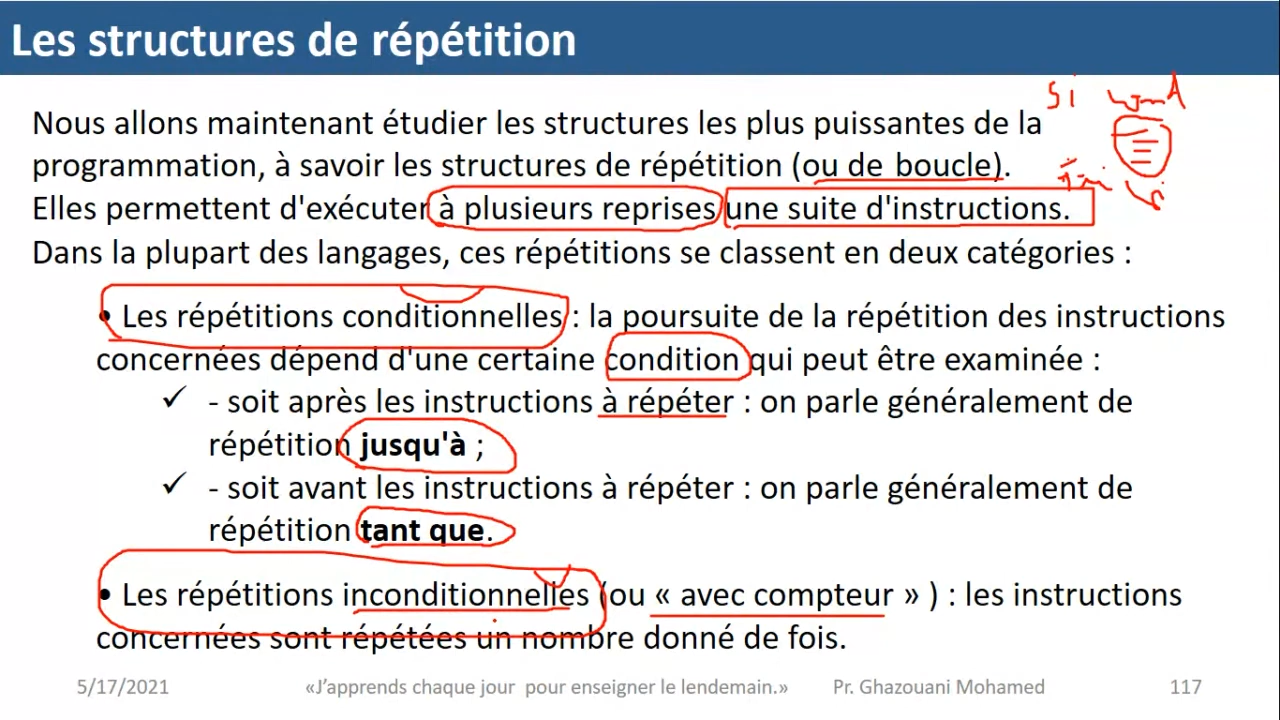 Les structures de répétition
Nous allons maintenant étudier les structures les plus puissantes de la
programmation, à savoir les structures de répétition (ou de boucle).
Elles permettent d'exécuter à plusieurs reprises une suite d'instructions.
Dans la plupart des langages, ces répétitions se classent en deux catégories :
• Les répétitions conditionnelles : la poursuite de la répétition des instructions
concernées dépend d'une certaine condition qui peut être examinée :
✓ - soit après les instructions à répéter : on parle généralement de
répétition jusqu'à ;
✓ - soit avant les instructions à répéter : on parle généralement de
répétition tant que.
• Les répétitions inconditionnelles (ou « avec compteur » ) : les instructions
concernées sont répétées un nombre donné de fois.
5/17/2021 «J’apprends chaque jour pour enseigner le lendemain.» Pr. Ghazouani Mohamed 117
Si